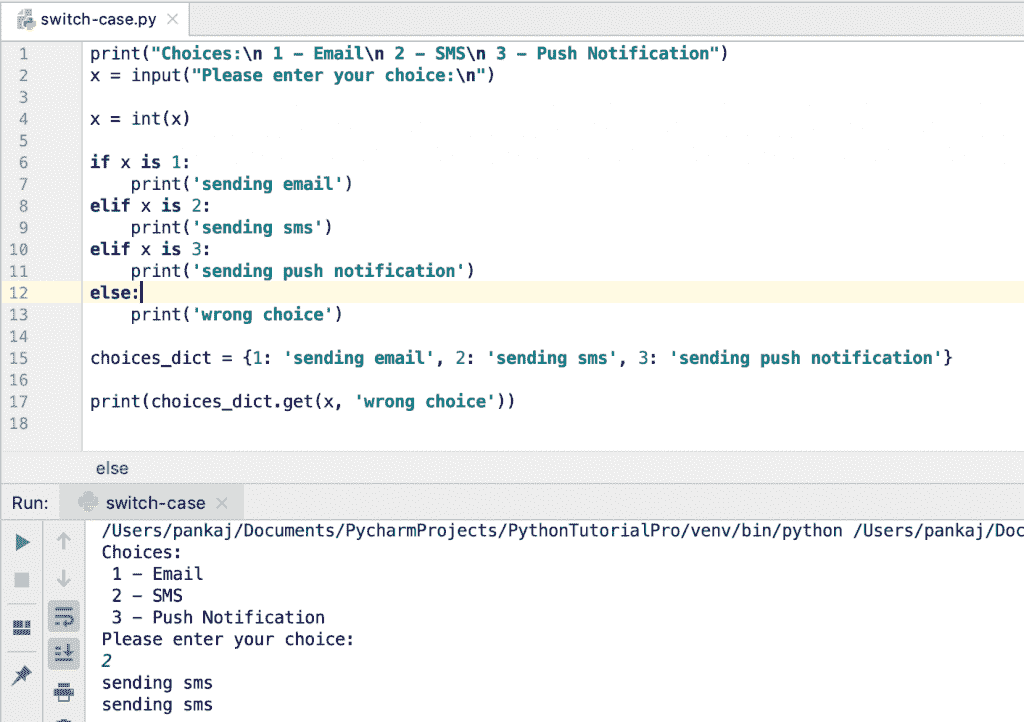 switch-case.py
1 print("Choices:\n 1 - Email\n 2 - SMS\n 3 - Push Notification")
2 x = input("Please enter your choice:\n")
3
4 x = int(x)
5
6 if x is 1:
7     print('sending email')
8 elif x is 2:
9     print('sending sms')
10 elif x is 3:
11     print('sending push notification')
12 else:
13     print('wrong choice')
14
15 choices_dict = {1: 'sending email', 2: 'sending sms', 3: 'sending push notification'}
16
17 print(choices_dict.get(x, 'wrong choice'))
18
else
Run: switch-case
/Users/pankaj/Documents/PycharmProjects/PythonTutorialPro/venv/bin/python /Users/pankaj/Doc
Choices:
 1 - Email
 2 - SMS
 3 - Push Notification
Please enter your choice:
2
sending sms
sending sms